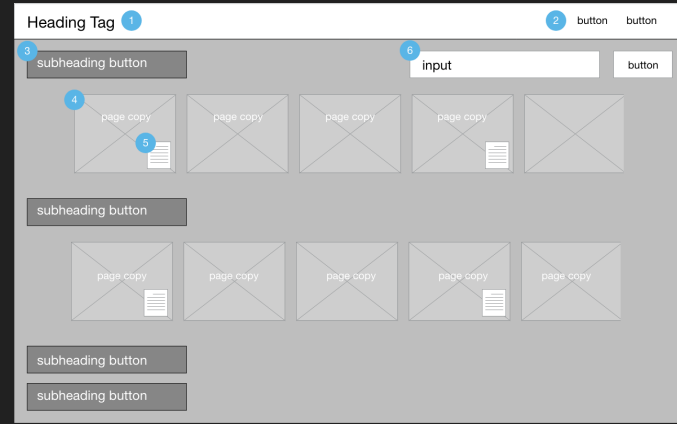 Heading Tag 1
2 button button
3
subheading button
6
input
button
4
page copy page copy page copy page copy
5
subheading button
page copy page copy page copy page copy page copy
subheading button
subheading button